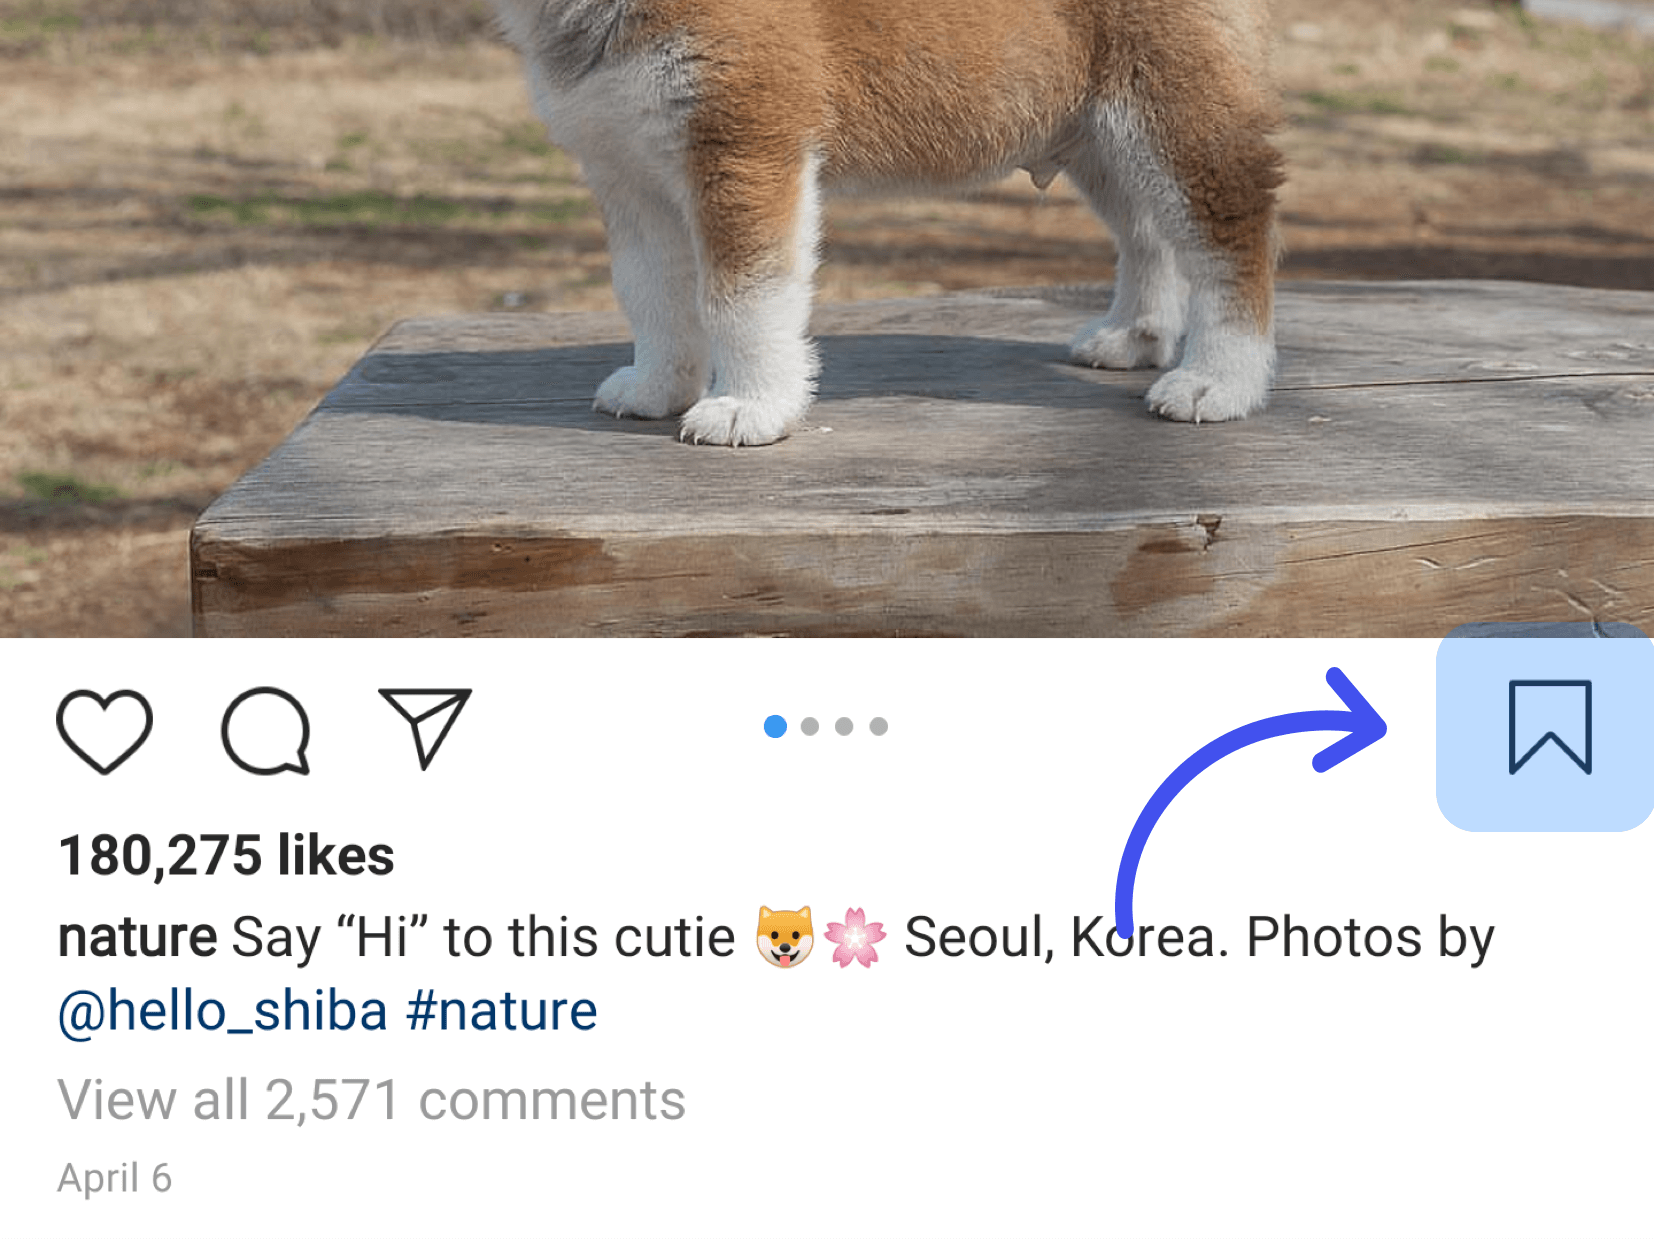 180,275 likes
nature Say “Hi” to this cutie 🐶🌸 Seoul, Korea. Photos by
@hello_shiba #nature
View all 2,571 comments
April 6